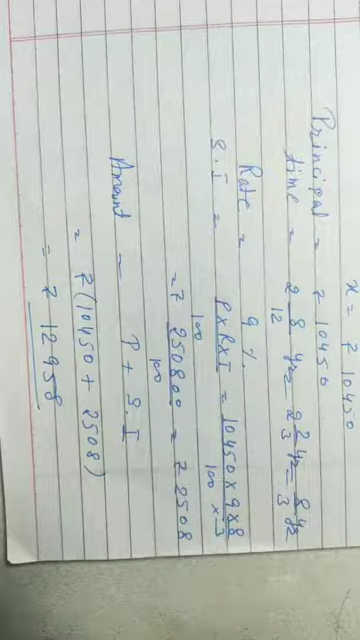 x = ₹ 10450
Principal = ₹ 10450
time = 2 8/12 yrs = 2 2/3 yrs = 8/3 yrs
Rate = 9 %.
S.I = P x R x T / 100 = 10450 x 9 x 8 / 100 x 3
= ₹ 250800 / 100 = ₹ 2508
Amount = P + S.I
= ₹ (10450 + 2508)
= ₹ 12958